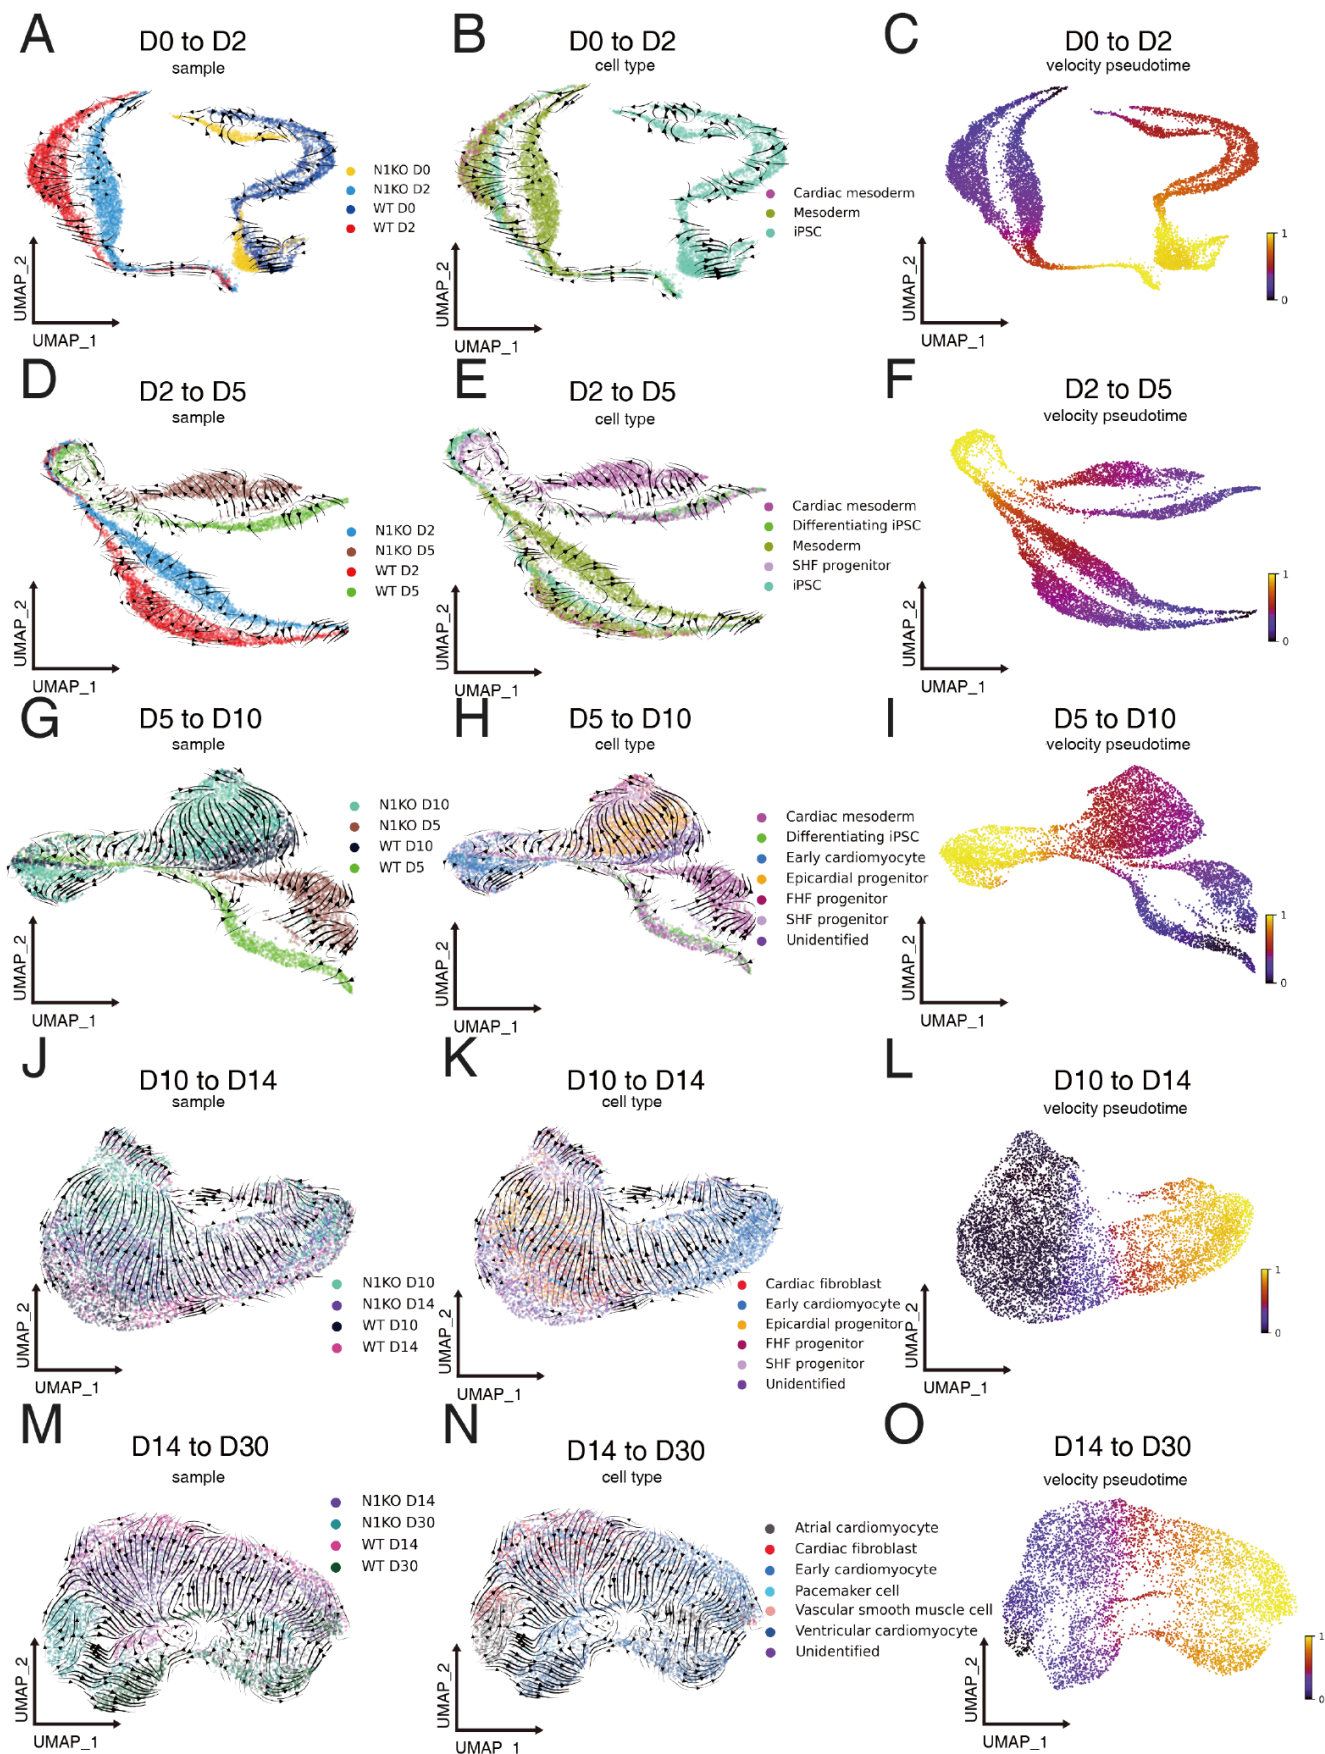 A
D0 to D2
sample
N1KO D0
N1KO D2
WT D0
WT D2
UMAP_2
UMAP_1
B
D0 to D2
cell type
Cardiac mesoderm
Mesoderm
iPSC
UMAP_2
UMAP_1
C
D0 to D2
velocity pseudotime
1
0
UMAP_2
UMAP_1
D
D2 to D5
sample
N1KO D2
N1KO D5
WT D2
WT D5
UMAP_2
UMAP_1
E
D2 to D5
cell type
Cardiac mesoderm
Differentiating iPSC
Mesoderm
SHF progenitor
iPSC
UMAP_2
UMAP_1
F
D2 to D5
velocity pseudotime
1
0
UMAP_2
UMAP_1
G
D5 to D10
sample
N1KO D10
N1KO D5
WT D10
WT D5
UMAP_2
UMAP_1
H
D5 to D10
cell type
Cardiac mesoderm
Differentiating iPSC
Early cardiomyocyte
Epicardial progenitor
FHF progenitor
SHF progenitor
Unidentified
UMAP_2
UMAP_1
I
D5 to D10
velocity pseudotime
1
0
UMAP_2
UMAP_1
J
D10 to D14
sample
N1KO D10
N1KO D14
WT D10
WT D14
UMAP_2
UMAP_1
K
D10 to D14
cell type
Cardiac fibroblast
Early cardiomyocyte
Epicardial progenitor
FHF progenitor
SHF progenitor
Unidentified
UMAP_2
UMAP_1
L
D10 to D14
velocity pseudotime
1
0
UMAP_2
UMAP_1
M
D14 to D30
sample
N1KO D14
N1KO D30
WT D14
WT D30
UMAP_2
UMAP_1
N
D14 to D30
cell type
Atrial cardiomyocyte
Cardiac fibroblast
Early cardiomyocyte
Pacemaker cell
Vascular smooth muscle cell
Ventricular cardiomyocyte
Unidentified
UMAP_2
UMAP_1
O
D14 to D30
velocity pseudotime
1
0
UMAP_2
UMAP_1